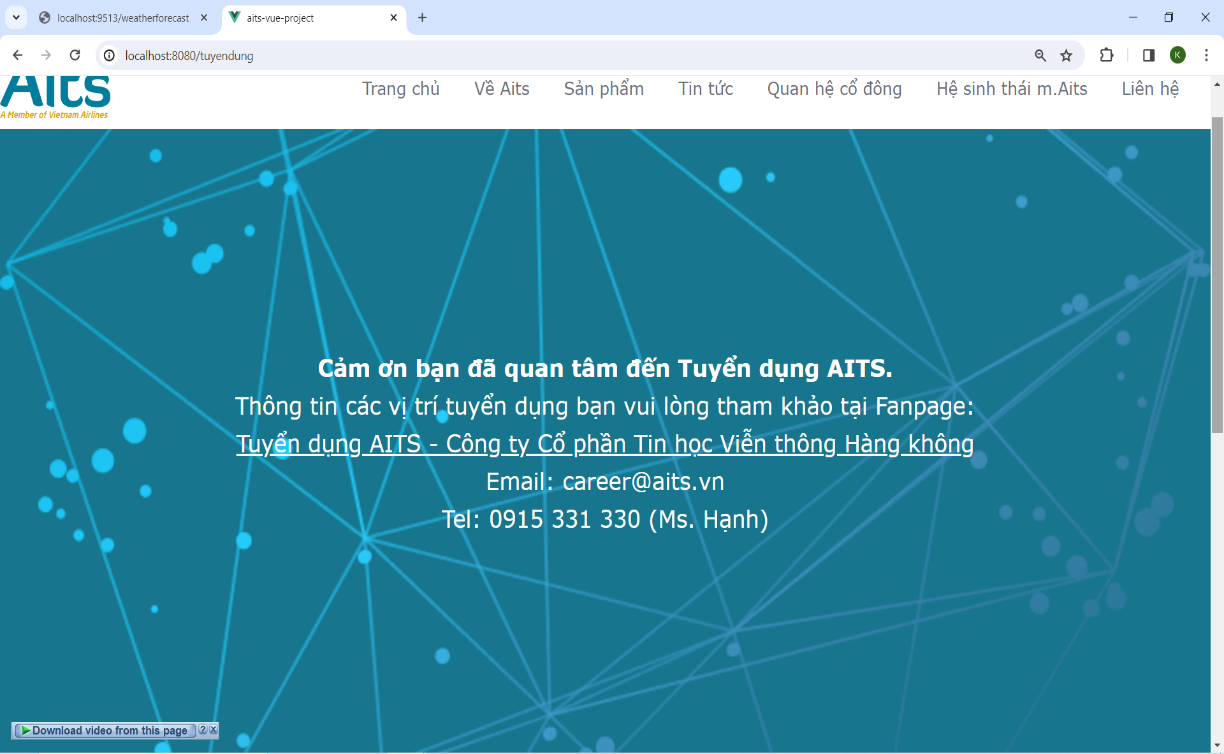 localhost:9513/weatherforecast
aits-vue-project
localhost:8080/tuyendung
K
Aits
A Member of Vietnam Airlines
Trang chủ
Về Aits
Sản phẩm
Tin tức
Quan hệ cổ đông
Hệ sinh thái m.Aits
Liên hệ
Cảm ơn bạn đã quan tâm đến Tuyển dụng AITS.
Thông tin các vị trí tuyển dụng bạn vui lòng tham khảo tại Fanpage:
Tuyển dụng AITS - Công ty Cổ phần Tin học Viễn thông Hàng không
Email: career@aits.vn
Tel: 0915 331 330 (Ms. Hạnh)
Download video from this page ? X